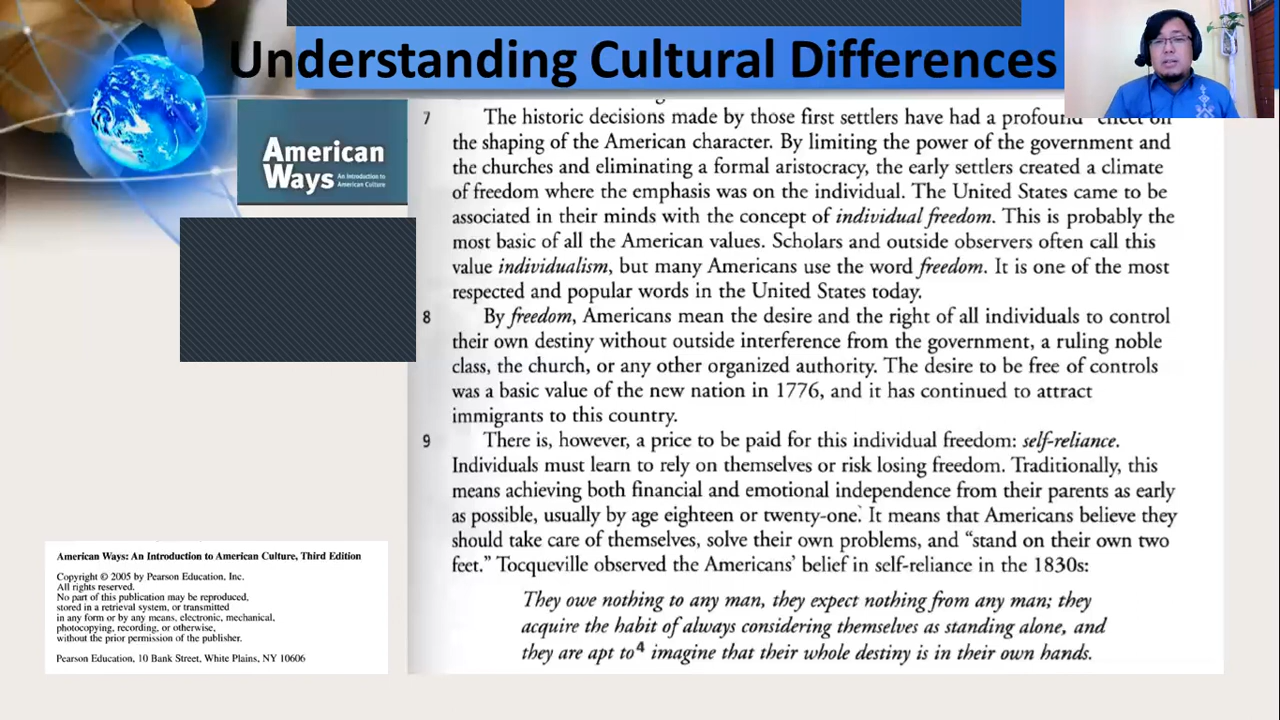 Understanding Cultural Differences
American
Ways
An Introduction to
American Culture
7 The historic decisions made by those first settlers have had a profound effect on
the shaping of the American character. By limiting the power of the government and
the churches and eliminating a formal aristocracy, the early settlers created a climate
of freedom where the emphasis was on the individual. The United States came to be
associated in their minds with the concept of individual freedom. This is probably the
most basic of all the American values. Scholars and outside observers often call this
value individualism, but many Americans use the word freedom. It is one of the most
respected and popular words in the United States today.
8 By freedom, Americans mean the desire and the right of all individuals to control
their own destiny without outside interference from the government, a ruling noble
class, the church, or any other organized authority. The desire to be free of controls
was a basic value of the new nation in 1776, and it has continued to attract
immigrants to this country.
9 There is, however, a price to be paid for this individual freedom: self-reliance.
Individuals must learn to rely on themselves or risk losing freedom. Traditionally, this
means achieving both financial and emotional independence from their parents as early
as possible, usually by age eighteen or twenty-one. It means that Americans believe they
should take care of themselves, solve their own problems, and “stand on their own two
feet.” Tocqueville observed the Americans’ belief in self-reliance in the 1830s:
They owe nothing to any man, they expect nothing from any man; they
acquire the habit of always considering themselves as standing alone, and
they are apt to4 imagine that their whole destiny is in their own hands.
American Ways: An Introduction to American Culture, Third Edition
Copyright © 2005 by Pearson Education, Inc.
All rights reserved.
No part of this publication may be reproduced,
stored in a retrieval system, or transmitted
in any form or by any means, electronic, mechanical,
photocopying, recording, or otherwise,
without the prior permission of the publisher.
Pearson Education, 10 Bank Street, White Plains, NY 10606